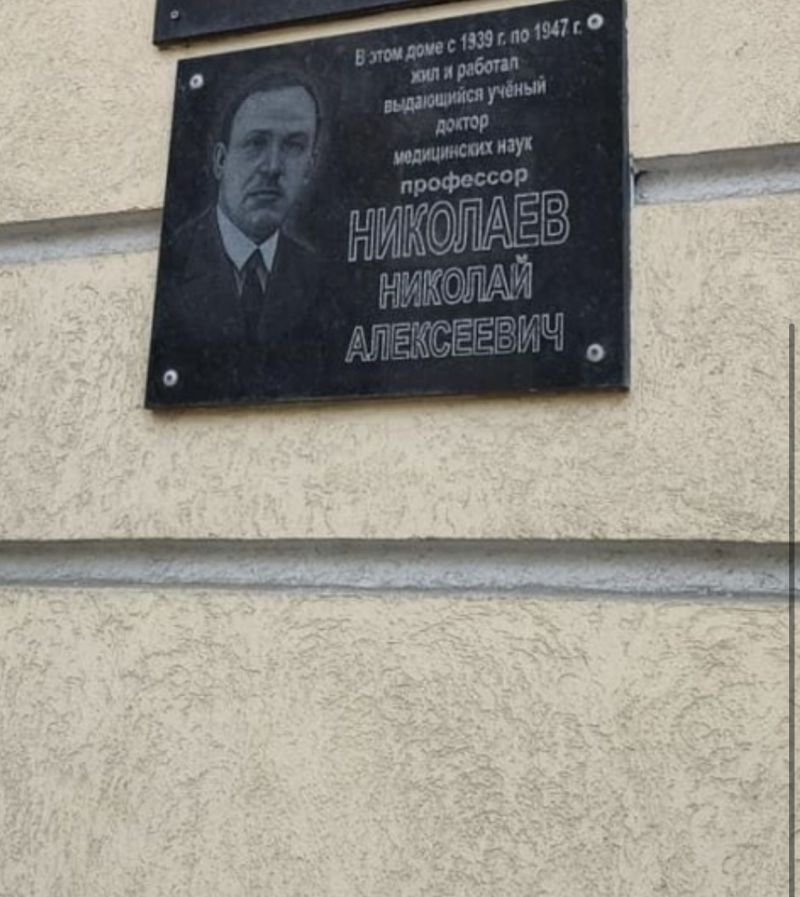 В этом доме с 1939 г. по 1947 г.
жил и работал
выдающийся учёный
доктор
медицинских наук
профессор
НИКОЛАЕВ
НИКОЛАЙ
АЛЕКСЕЕВИЧ